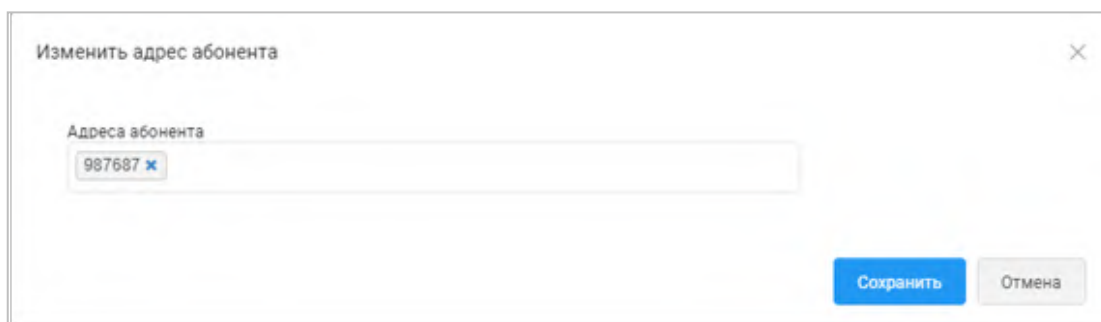 Изменить адрес абонента
Адреса абонента
987687
Сохранить Отмена